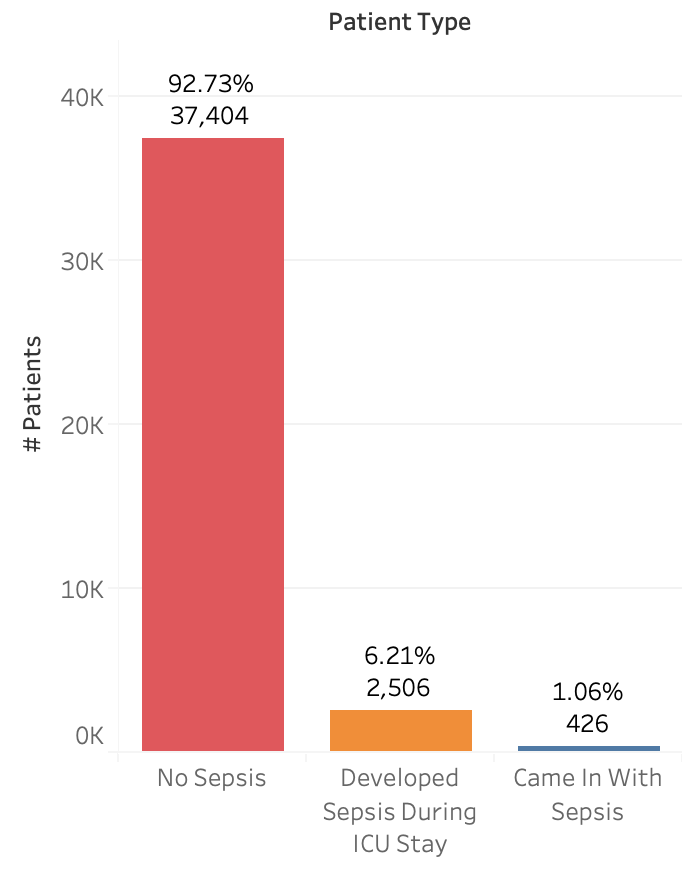 Patient Type
# Patients
40K
30K
20K
10K
0K
92.73%
37,404
6.21%
2,506
1.06%
426
No Sepsis
Developed
Sepsis During
ICU Stay
Came In With
Sepsis